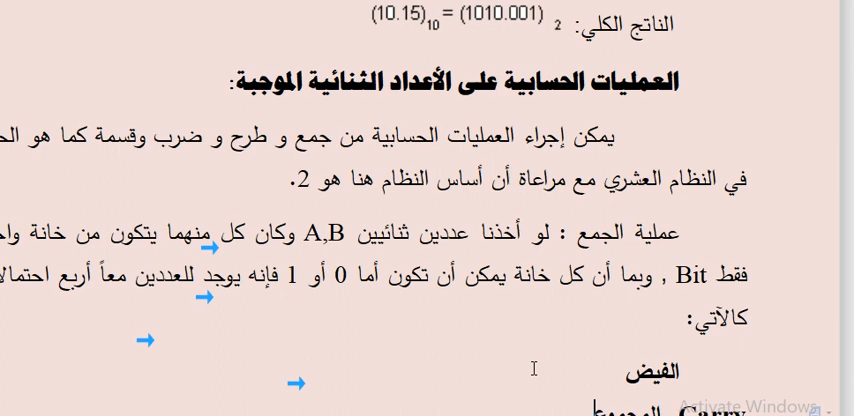 الناتج الكلي: (10.15)10 = (1010.001) 2
العمليات الحسابية على الأعداد الثنائية الموجبة:
يمكن إجراء العمليات الحسابية من جمع و طرح و ضرب وقسمة كما هو
في النظام العشري مع مراعاة أن أساس النظام هنا هو 2.
عملية الجمع : لو أخذنا عددين ثنائيين A,B وكان كل منهما يتكون من خانة
فقط Bit , وبما أن كل خانة يمكن أن تكون أما 0 أو 1 فإنه يوجد للعددين معاً أربع
كالآتي:
الفيض
Carry المجموع
Activate Windows